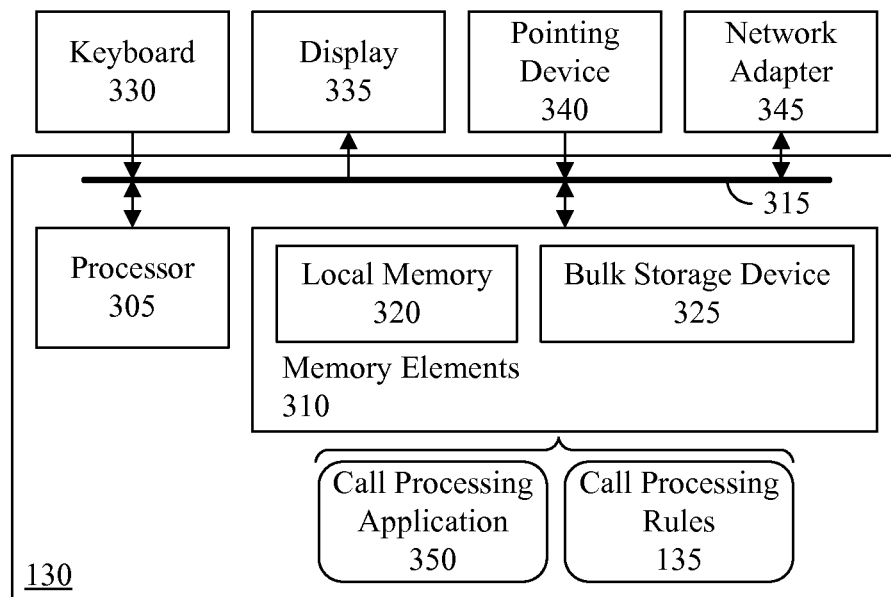 Keyboard
330
Display
335
Pointing
Device
340
Network
Adapter
345
315
Processor
305
Local Memory
320
Bulk Storage Device
325
Memory Elements
310
Call Processing
Application
350
Call Processing
Rules
135
130